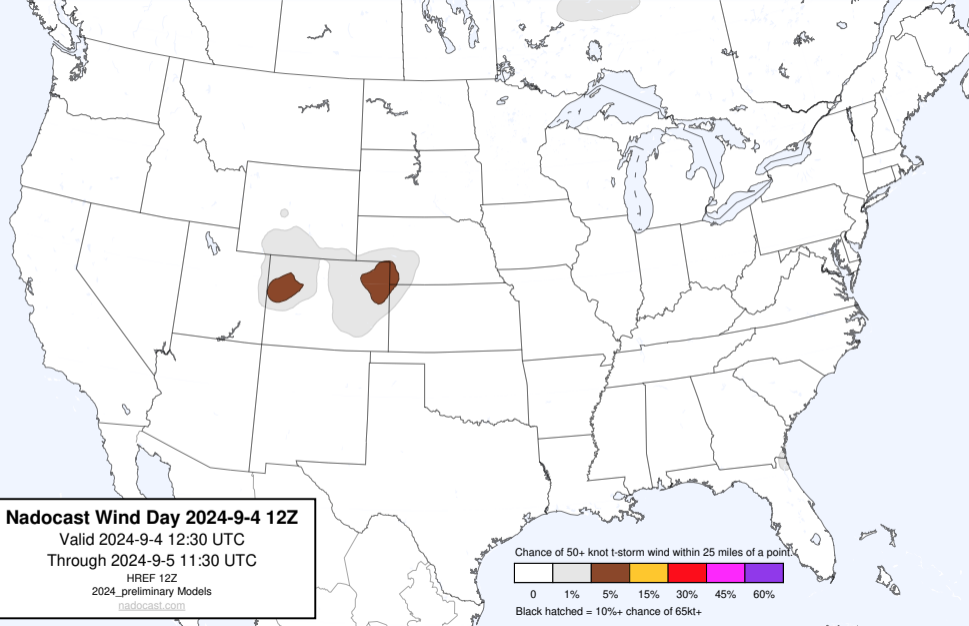 Nadocast Wind Day 2024-9-4 12Z
Valid 2024-9-4 12:30 UTC
Through 2024-9-5 11:30 UTC
HREF 12Z
2024_preliminary Models
nadocast.com
Chance of 50+ knot t-storm wind within 25 miles of a point.
0 1% 5% 15% 30% 45% 60%
Black hatched = 10%+ chance of 65kt+